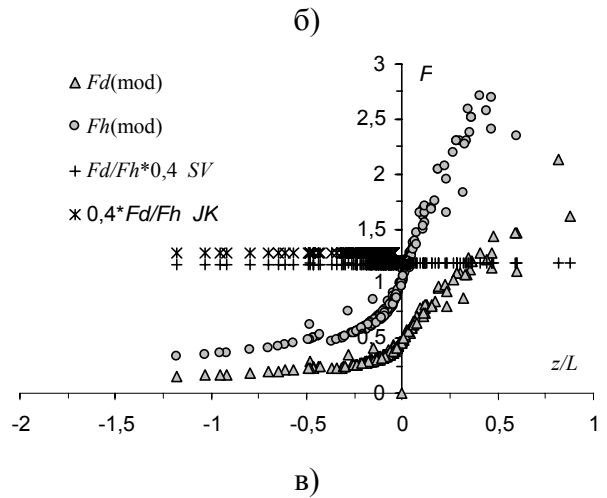 б)
3
F
Fd(mod)
2,5
Fh(mod)
2
Fd/Fh*0,4 SV
0,4*Fd/Fh JK
1,5
1
0,5
z/L
0
-2
-1,5
-1
-0,5
0
0,5
1
в)